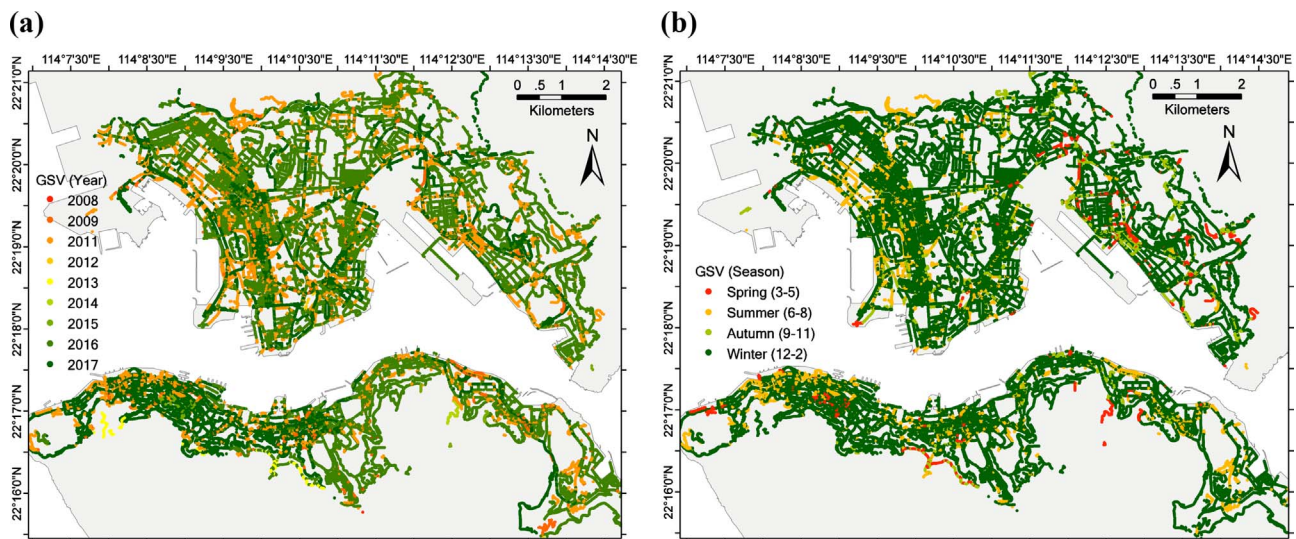 (a)
114°7'30"E 114°8'30"E 114°9'30"E 114°10'30"E 114°11'30"E 114°12'30"E 114°13'30"E 114°14'30"E
22°21'0"N
22°20'0"N
22°19'0"N
22°18'0"N
22°17'0"N
22°16'0"N
0 .5 1 2
Kilometers
N
GSV (Year)
2008
2009
2011
2012
2013
2014
2015
2016
2017
(b)
114°7'30"E 114°8'30"E 114°9'30"E 114°10'30"E 114°11'30"E 114°12'30"E 114°13'30"E 114°14'30"E
22°21'0"N
22°20'0"N
22°19'0"N
22°18'0"N
22°17'0"N
22°16'0"N
0 .5 1 2
Kilometers
N
GSV (Season)
Spring (3-5)
Summer (6-8)
Autumn (9-11)
Winter (12-2)